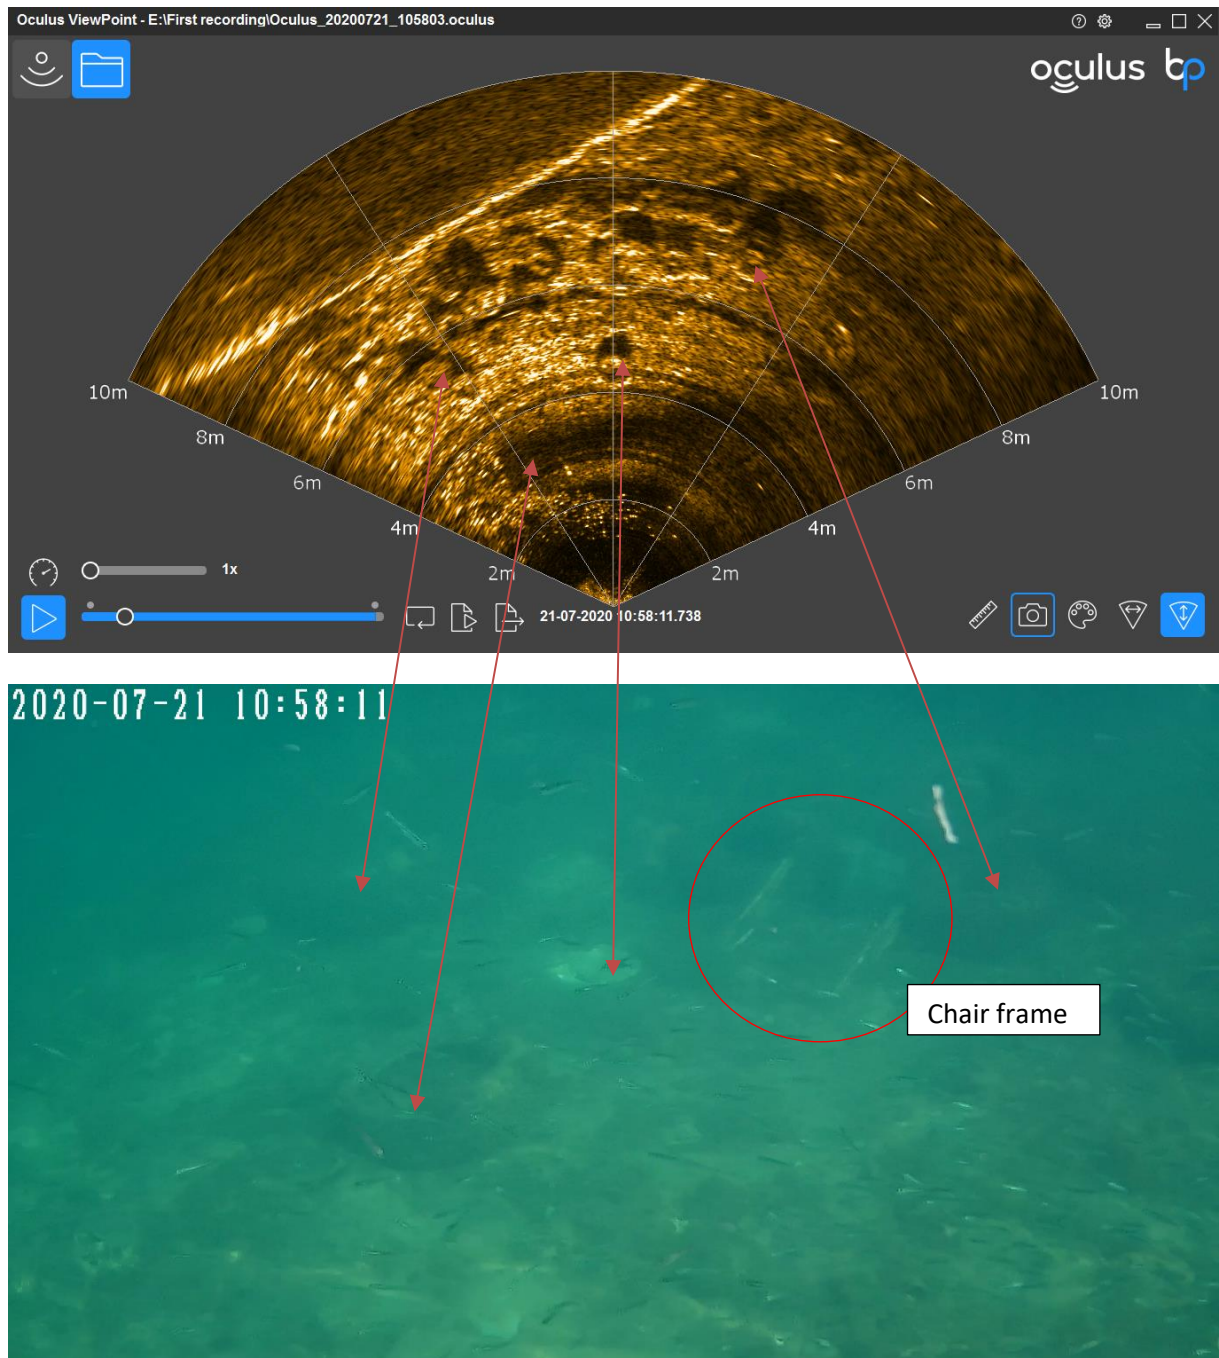 Oculus ViewPoint - E:\First recording\Oculus_20200721_105803.oculus
oculus bp
10m
10m
8m
8m
6m
6m
4m
4m
2m
2m
1x
21-07-2020 10:58:11.738
2020-07-21 10:58:11
Chair frame